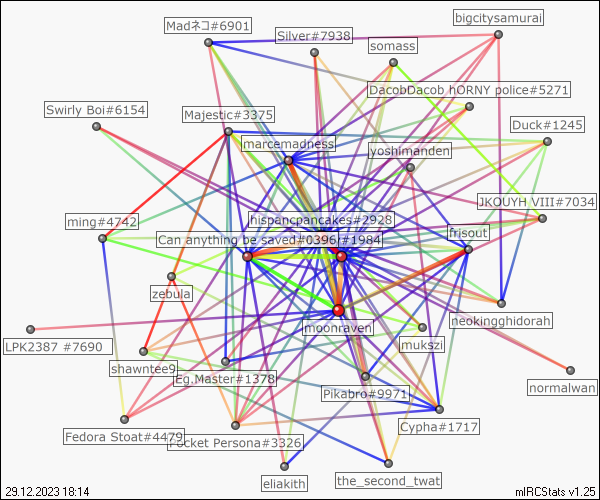 Madネコ#6901
bigcitysamurai
Silver#7938
somass
DacobDacob hORNY police#5271
Swirly Boi#6154
Majestic#3375
Duck#1245
marcemadness
yoshimanden
JKOUYH VIII#7034
ming#4742
hispancpancakes#2928
frjsout
Can anything be saved#0396
#1984
zebula
moonraven
neokingghidorah
LPK2387 #7690
mukszi
shawntee9
Eg.Master#1378
Pikabro#9971
normalwan
Cypha#1717
Fedora Stoat#4479
Pocket Persona#3326
eliakith
the_second_twat
29.12.2023 18:14
mIRCStats v1.25